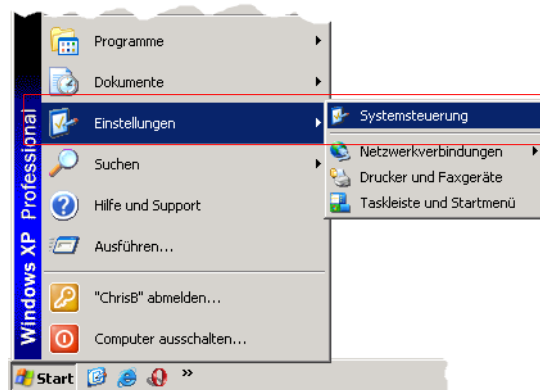 Programme
Dokumente
Einstellungen
Systemsteuerung
Netzwerkverbindungen
Drucker und Faxgeräte
Taskleiste und Startmenü
Suchen
Hilfe und Support
Ausführen...
"ChrisB" abmelden...
Computer ausschalten...
Windows XP Professional
Start
»